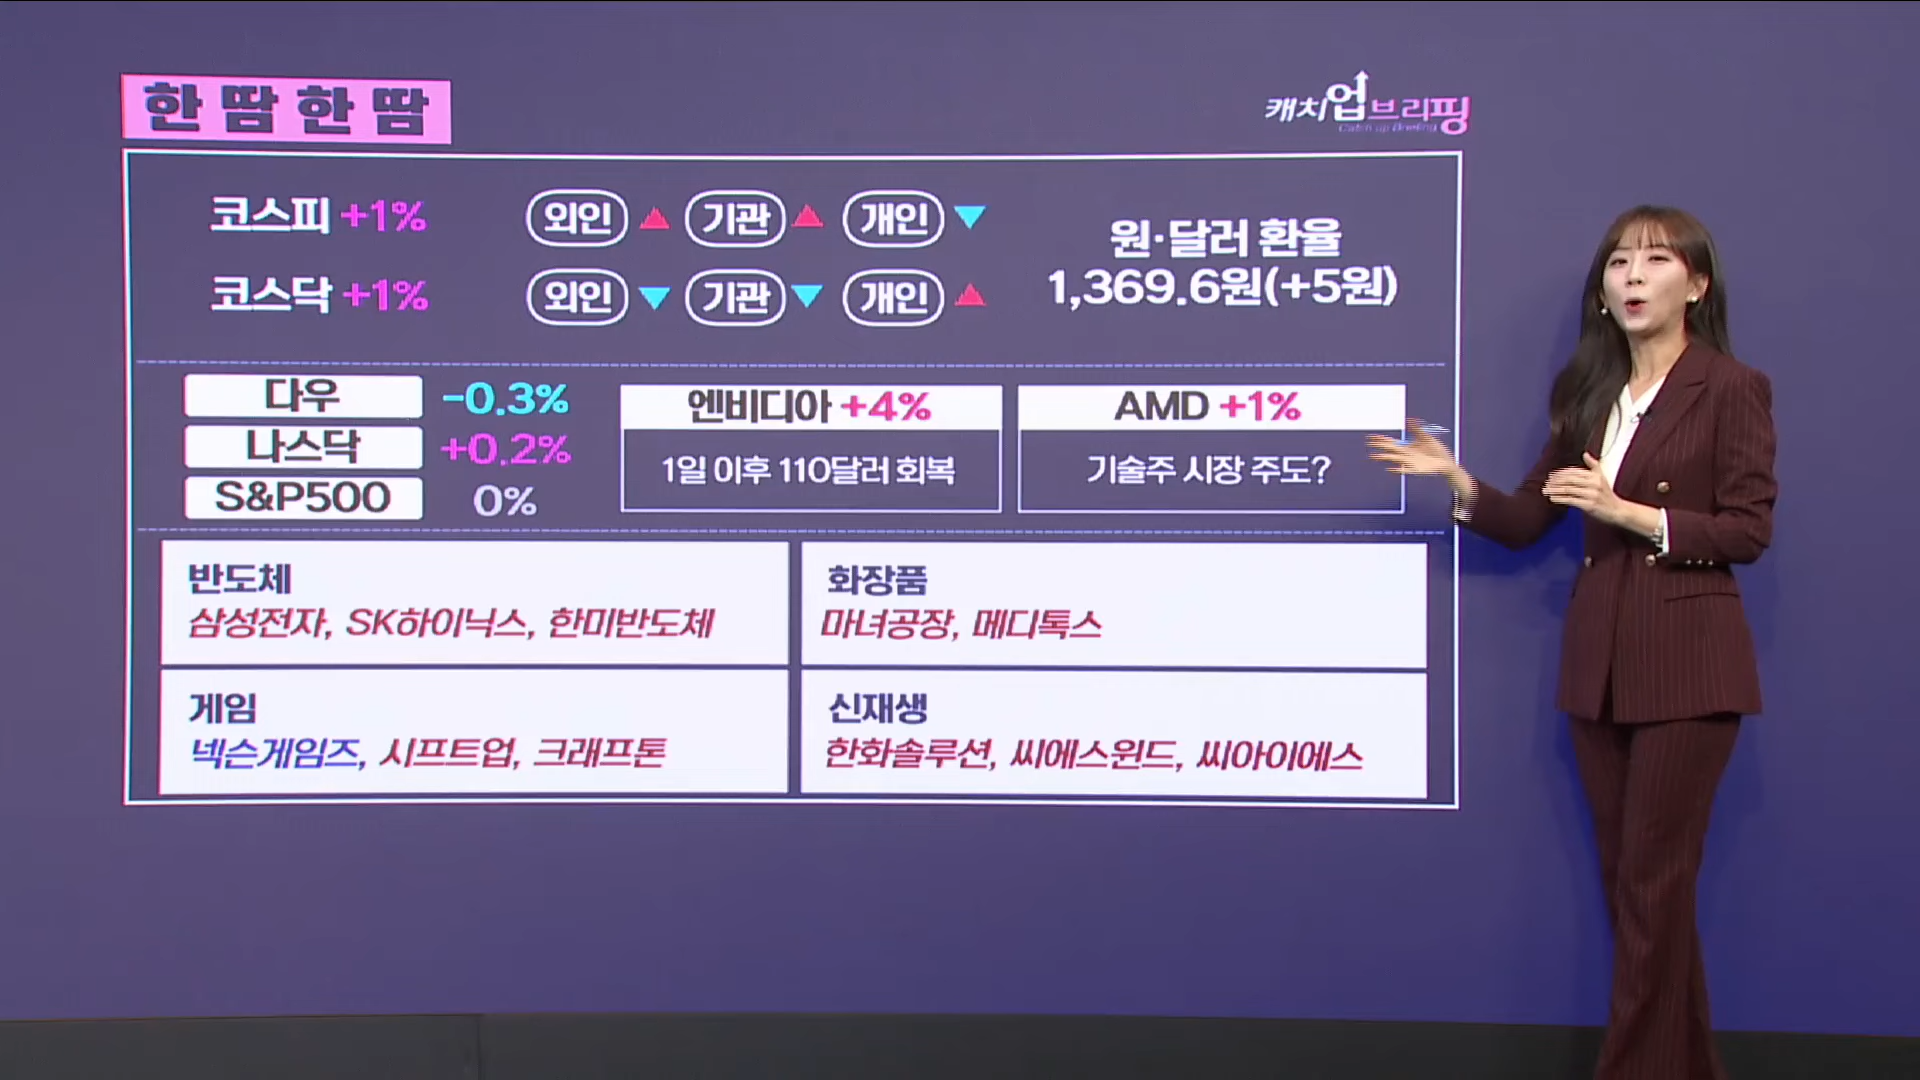 한 땀 한 땀
캐치업브리핑
Catch up Briefing
코스피 +1% 외인 ▲ 기관 ▲ 개인 ▼
코스닥 +1% 외인 ▼ 기관 ▼ 개인 ▲
원·달러 환율
1,369.6원(+5원)
다우 -0.3%
나스닥 +0.2%
S&P500 0%
엔비디아 +4%
1일 이후 110달러 회복
AMD +1%
기술주 시장 주도?
반도체
삼성전자, SK하이닉스, 한미반도체
화장품
마녀공장, 메디톡스
게임
넥슨게임즈, 시프트업, 크래프톤
신재생
한화솔루션, 씨에스윈드, 씨아이에스